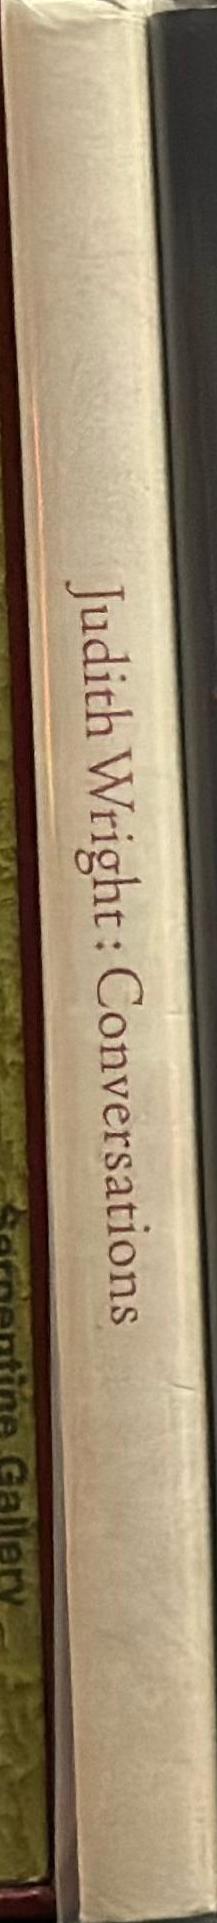 Serpentine Gallery
Judith Wright : Conversations